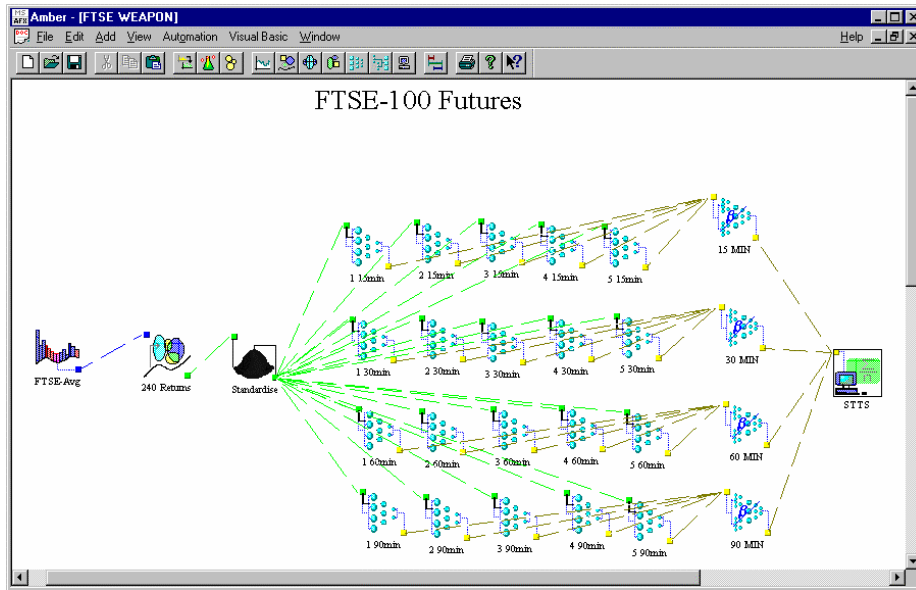 MS
AFX
Amber - [FTSE WEAPON]
File Edit Add View Automation Visual Basic Window Help
FTSE-100 Futures
1 15min 2 15min 3 15min 4 15min 5 15min 15 MIN
1 30min 2 30min 3 30min 4 30min 5 30min 30 MIN
FTSE-Avg 240 Returns Standardise STTS
1 60min 2 60min 3 60min 4 60min 5 60min 60 MIN
1 90min 2 90min 3 90min 4 90min 5 90min 90 MIN